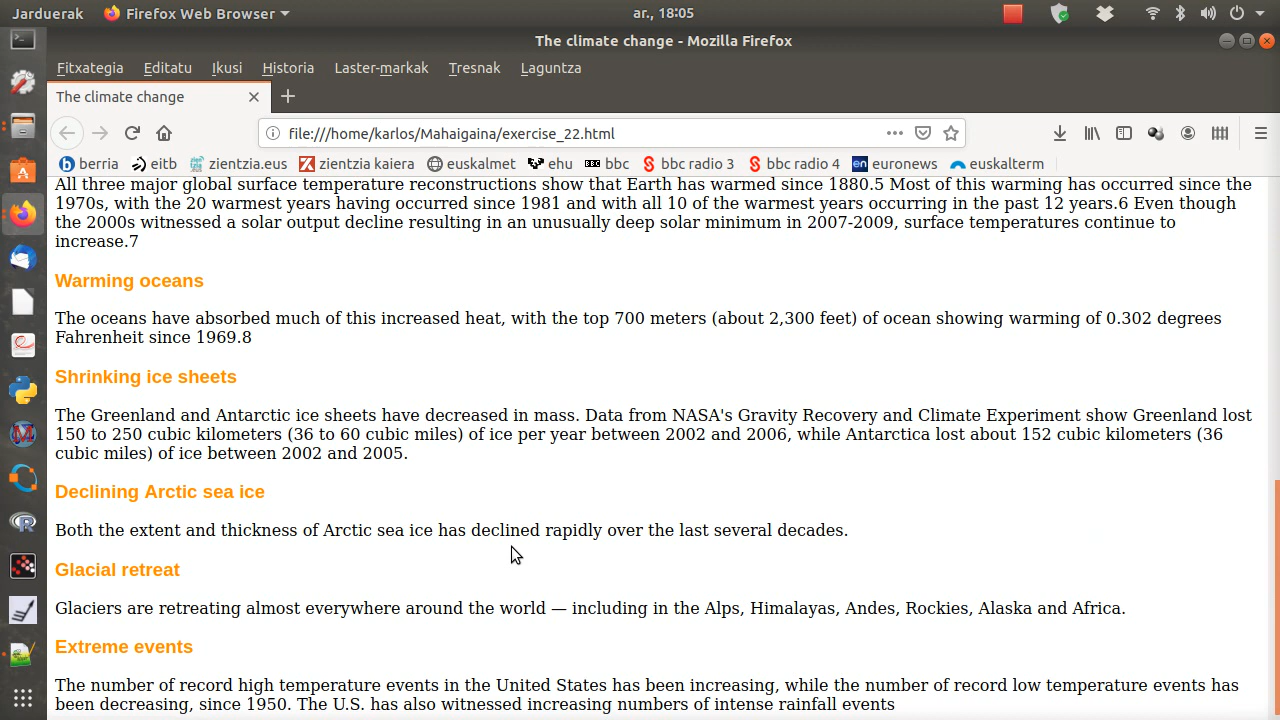 Jarduerak Firefox Web Browser ar., 18:05
The climate change - Mozilla Firefox
Fitxategia Editatu Ikusi Historia Laster-markak Tresnak Laguntza
The climate change
file:///home/karlos/Mahaigaina/exercise_22.html
berria eitb zientzia.eus zientzia kaiera euskalmet ehu bbc bbc radio 3 bbc radio 4 euronews euskalterm
All three major global surface temperature reconstructions show that Earth has warmed since 1880.5 Most of this warming has occurred since the
1970s, with the 20 warmest years having occurred since 1981 and with all 10 of the warmest years occurring in the past 12 years.6 Even though
the 2000s witnessed a solar output decline resulting in an unusually deep solar minimum in 2007-2009, surface temperatures continue to
increase.7
Warming oceans
The oceans have absorbed much of this increased heat, with the top 700 meters (about 2,300 feet) of ocean showing warming of 0.302 degrees
Fahrenheit since 1969.8
Shrinking ice sheets
The Greenland and Antarctic ice sheets have decreased in mass. Data from NASA's Gravity Recovery and Climate Experiment show Greenland lost
150 to 250 cubic kilometers (36 to 60 cubic miles) of ice per year between 2002 and 2006, while Antarctica lost about 152 cubic kilometers (36
cubic miles) of ice between 2002 and 2005.
Declining Arctic sea ice
Both the extent and thickness of Arctic sea ice has declined rapidly over the last several decades.
Glacial retreat
Glaciers are retreating almost everywhere around the world — including in the Alps, Himalayas, Andes, Rockies, Alaska and Africa.
Extreme events
The number of record high temperature events in the United States has been increasing, while the number of record low temperature events has
been decreasing, since 1950. The U.S. has also witnessed increasing numbers of intense rainfall events